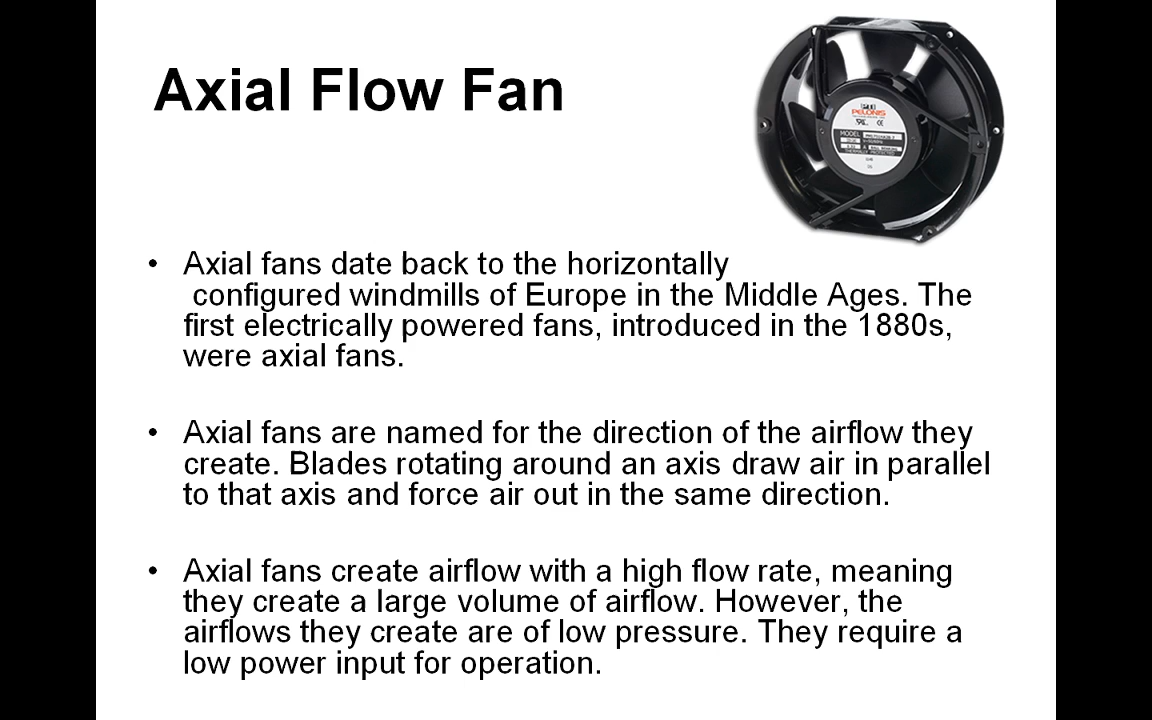 Axial Flow Fan
PELONIS
MODEL
• Axial fans date back to the horizontally
configured windmills of Europe in the Middle Ages. The
first electrically powered fans, introduced in the 1880s,
were axial fans.
• Axial fans are named for the direction of the airflow they
create. Blades rotating around an axis draw air in parallel
to that axis and force air out in the same direction.
• Axial fans create airflow with a high flow rate, meaning
they create a large volume of airflow. However, the
airflows they create are of low pressure. They require a
low power input for operation.